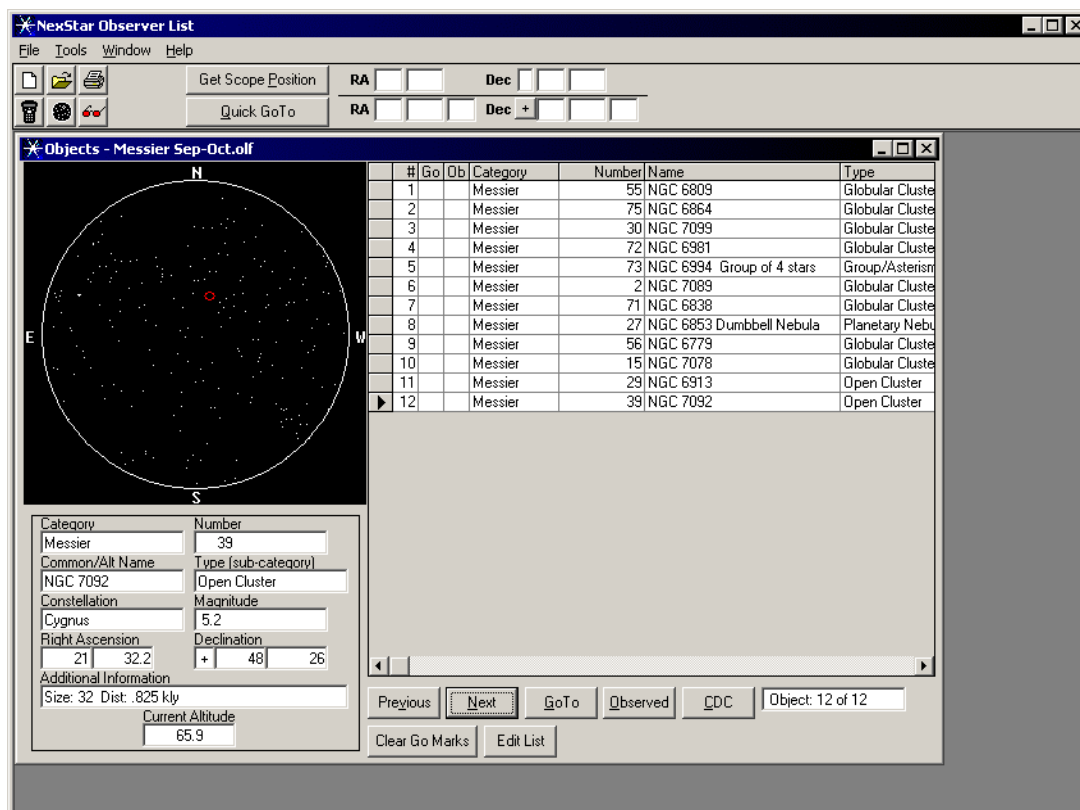 NexStar Observer List
File Tools Window Help
Get Scope Position RA Dec
Quick GoTo RA Dec +
Objects - Messier Sep-Oct.olf
# Go Ob Category Number Name Type
1 Messier 55 NGC 6809 Globular Cluste
2 Messier 75 NGC 6864 Globular Cluste
3 Messier 30 NGC 7099 Globular Cluste
4 Messier 72 NGC 6981 Globular Cluste
5 Messier 73 NGC 6994 Group of 4 stars Group/Asterism
6 Messier 2 NGC 7089 Globular Cluste
7 Messier 71 NGC 6838 Globular Cluste
8 Messier 27 NGC 6853 Dumbbell Nebula Planetary Nebu
9 Messier 56 NGC 6779 Globular Cluste
10 Messier 15 NGC 7078 Globular Cluste
11 Messier 29 NGC 6913 Open Cluster
12 Messier 39 NGC 7092 Open Cluster
N
E W
S
Category Number
Messier 39
Common/Alt Name Type (sub-category)
NGC 7092 Open Cluster
Constellation Magnitude
Cygnus 5.2
Right Ascension Declination
21 32.2 + 48 26
Additional Information
Size: 32 Dist: .825 kly
Current Altitude
65.9
Previous Next GoTo Observed CDC Object: 12 of 12
Clear Go Marks Edit List